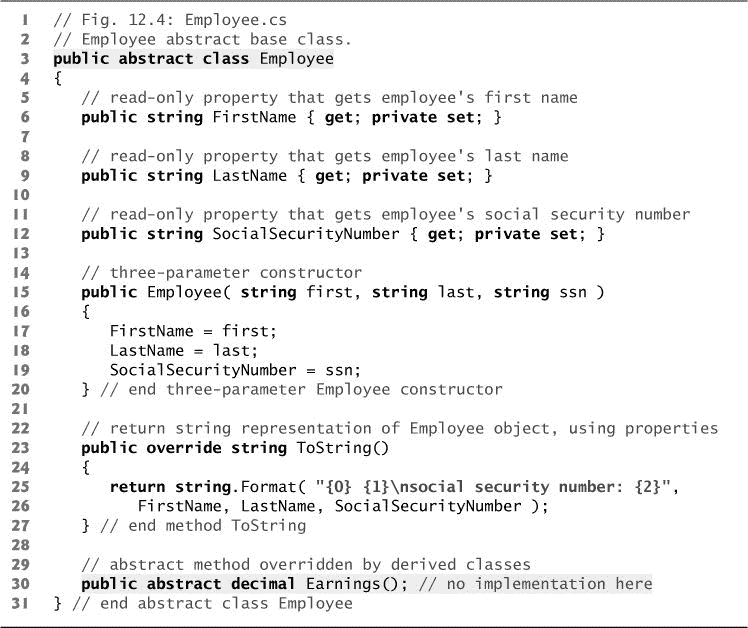 1 // Fig. 12.4: Employee.cs
2 // Employee abstract base class.
3 public abstract class Employee
4 {
5 // read-only property that gets employee's first name
6 public string FirstName { get; private set; }
7
8 // read-only property that gets employee's last name
9 public string LastName { get; private set; }
10
11 // read-only property that gets employee's social security number
12 public string SocialSecurityNumber { get; private set; }
13
14 // three-parameter constructor
15 public Employee( string first, string last, string ssn )
16 {
17 FirstName = first;
18 LastName = last;
19 SocialSecurityNumber = ssn;
20 } // end three-parameter Employee constructor
21
22 // return string representation of Employee object, using properties
23 public override string ToString()
24 {
25 return string.Format( "{0} {1}\nsocial security number: {2}",
26 FirstName, LastName, SocialSecurityNumber );
27 } // end method ToString
28
29 // abstract method overridden by derived classes
30 public abstract decimal Earnings(); // no implementation here
31 } // end abstract class Employee